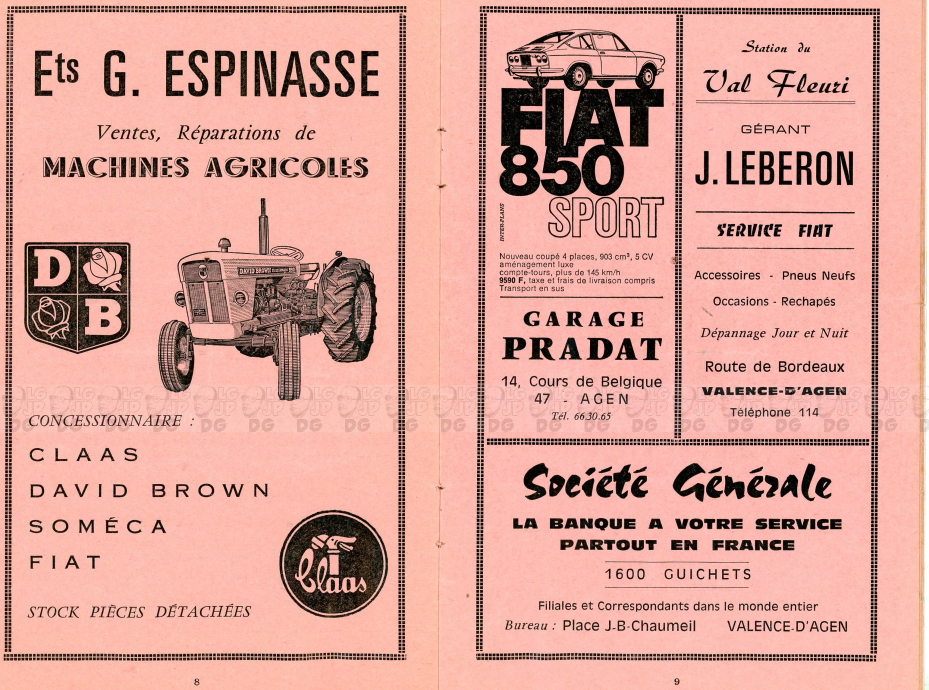 Ets G. ESPINASSE
Ventes, Réparations de
MACHINES AGRICOLES
D
B
DAVID BROWN
CONCESSIONNAIRE :
CLAAS
DAVID BROWN
SOMÉCA
FIAT
Claas
STOCK PIÈCES DÉTACHÉES
8
FIAT
850
SPORT
INTER-PLANS
Nouveau coupé 4 places, 903 cm³, 5 CV
aménagement luxe
compte-tours, plus de 145 km/h
9590 F, taxe et frais de livraison compris
Transport en sus
GARAGE
PRADAT
14, Cours de Belgique
47 - AGEN
Tél. 66.30.65
Station du
Val Fleuri
GÉRANT
J. LEBERON
SERVICE FIAT
Accessoires - Pneus Neufs
Occasions - Rechapés
Dépannage Jour et Nuit
Route de Bordeaux
VALENCE-D'AGEN
Téléphone 114
Société Générale
LA BANQUE A VOTRE SERVICE
PARTOUT EN FRANCE
1600 GUICHETS
Filiales et Correspondants dans le monde entier
Bureau : Place J.-B-Chaumeil VALENCE-D'AGEN
9